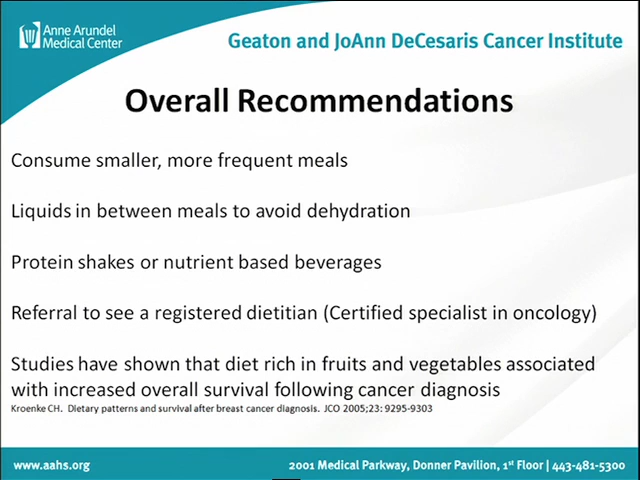 Anne Arundel
Medical Center
Geaton and JoAnn DeCesaris Cancer Institute
Overall Recommendations
Consume smaller, more frequent meals
Liquids in between meals to avoid dehydration
Protein shakes or nutrient based beverages
Referral to see a registered dietitian (Certified specialist in oncology)
Studies have shown that diet rich in fruits and vegetables associated
with increased overall survival following cancer diagnosis
Kroenke CH. Dietary patterns and survival after breast cancer diagnosis. JCO 2005;23: 9295-9303
www.aahs.org
2001 Medical Parkway, Donner Pavilion, 1st Floor | 443-481-5300